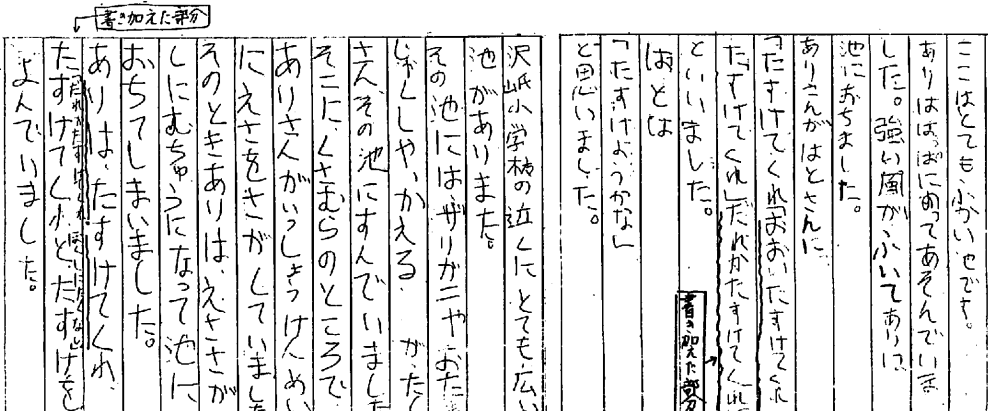 ここはとてもふかい池です。
ありははっぱにのってあそんでいま
した。強い風がふいてありは
池におちました。
ありさんがはとさんに
「たすけてくれ「おおいたすけてくれ
たすけてくれ」だれかたすけてくれ
といいました。
はとは
「たすけようかな」
と思いました。
書き加えた部分
沢岻小学校の近くにとても広い
池がありました。
その池には、ザリガニやおた
じゃくしや、かえる、がたく
さん、その池にすんでいました
そこに、くさむらのところで
ありさんがいっしょうけんめい
にえさをさがしていました
そのときありは、えささが
しにむちゅうになって池に
おちてしまいました。
ありは、たすけてくれ、
たすけてくれと、たすけを
よんでいました。
書き加えた部分